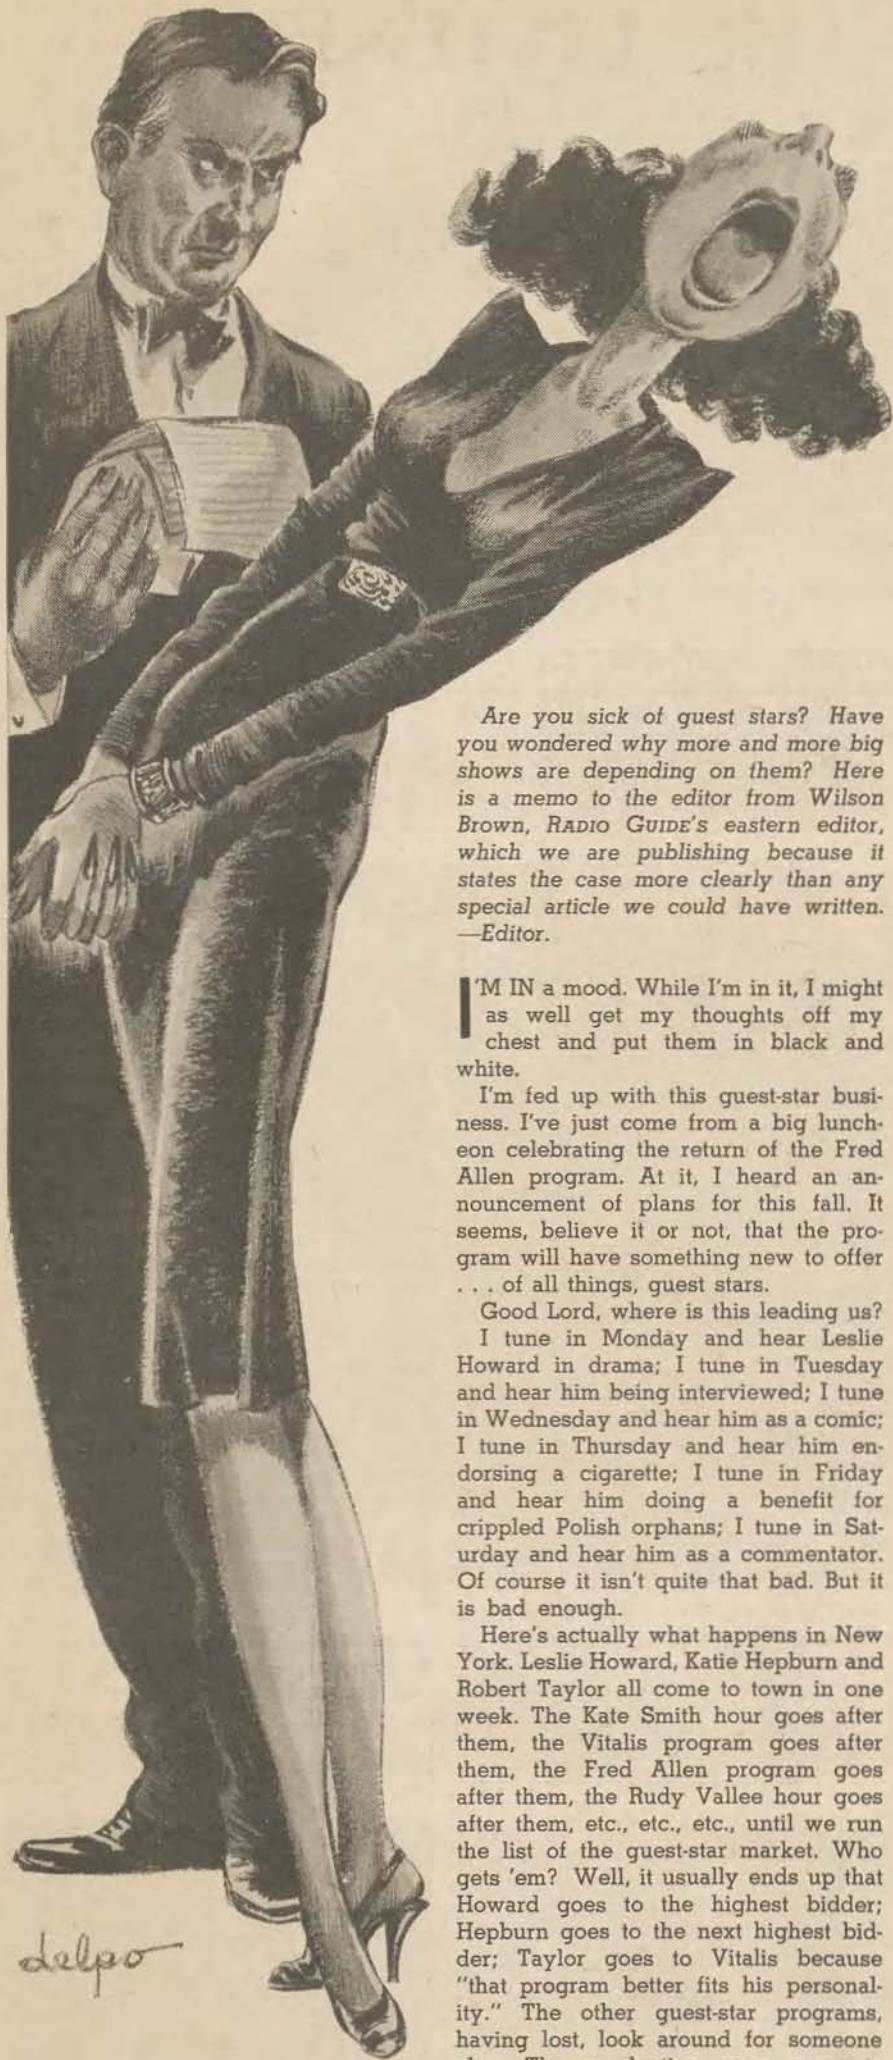 Are you sick of guest stars? Have
you wondered why more and more big
shows are depending on them? Here
is a memo to the editor from Wilson
Brown, RADIO GUIDE'S eastern editor,
which we are publishing because it
states the case more clearly than any
special article we could have written.
—Editor.
I'M IN a mood. While I'm in it, I might
as well get my thoughts off my
chest and put them in black and
white.
I'm fed up with this guest-star busi-
ness. I've just come from a big lunch-
eon celebrating the return of the Fred
Allen program. At it, I heard an an-
nouncement of plans for this fall. It
seems, believe it or not, that the pro-
gram will have something new to offer
. . . of all things, guest stars.
Good Lord, where is this leading us?
I tune in Monday and hear Leslie
Howard in drama; I tune in Tuesday
and hear him being interviewed; I tune
in Wednesday and hear him as a comic;
I tune in Thursday and hear him en-
dorsing a cigarette; I tune in Friday
and hear him doing a benefit for
crippled Polish orphans; I tune in Sat-
urday and hear him as a commentator.
Of course it isn't quite that bad. But it
is bad enough.
Here's actually what happens in New
York. Leslie Howard, Katie Hepburn and
Robert Taylor all come to town in one
week. The Kate Smith hour goes after
them, the Vitalis program goes after
them, the Fred Allen program goes
after them, the Rudy Vallee hour goes
after them, etc., etc., etc., until we run
the list of the guest-star market. Who
gets 'em? Well, it usually ends up that
Howard goes to the highest bidder;
Hepburn goes to the next highest bid-
der; Taylor goes to Vitalis because
"that program better fits his personal-
ity." The other guest-star programs,
having lost, look around for someone
delpo